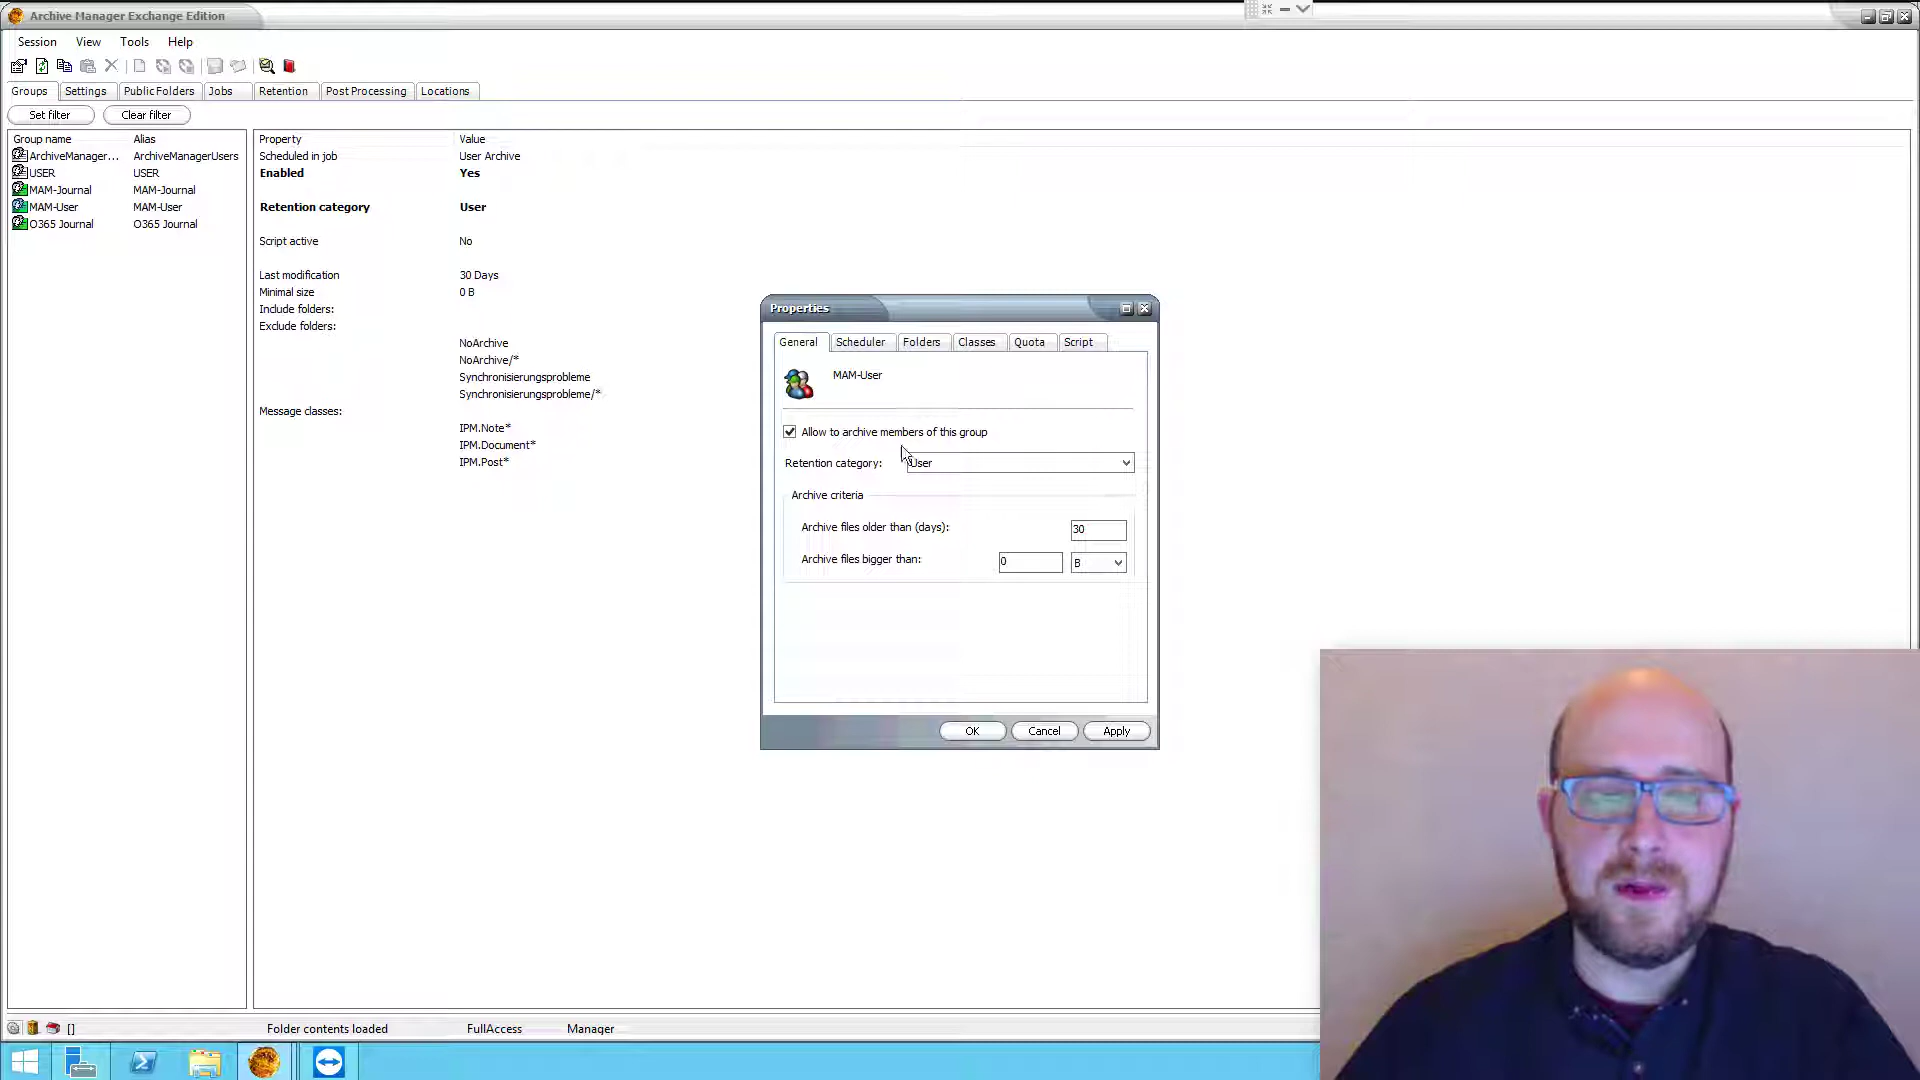 Archive Manager Exchange Edition
Session View Tools Help
Groups Settings Public Folders Jobs Retention Post Processing Locations
Set filter Clear filter
Group name Alias
ArchiveManager... ArchiveManagerUsers
USER USER
MAM-Journal MAM-Journal
MAM-User MAM-User
O365 Journal O365 Journal
Property Value
Scheduled in job User Archive
Enabled Yes
Retention category User
Script active No
Last modification 30 Days
Minimal size 0 B
Include folders:
Exclude folders:
NoArchive
NoArchive/*
Synchronisierungsprobleme
Synchronisierungsprobleme/*
Message classes:
IPM.Note*
IPM.Document*
IPM.Post*
Properties
General Scheduler Folders Classes Quota Script
MAM-User
Allow to archive members of this group
Retention category: User
Archive criteria
Archive files older than (days): 30
Archive files bigger than: 0 B
OK Cancel Apply
[] Folder contents loaded FullAccess Manager